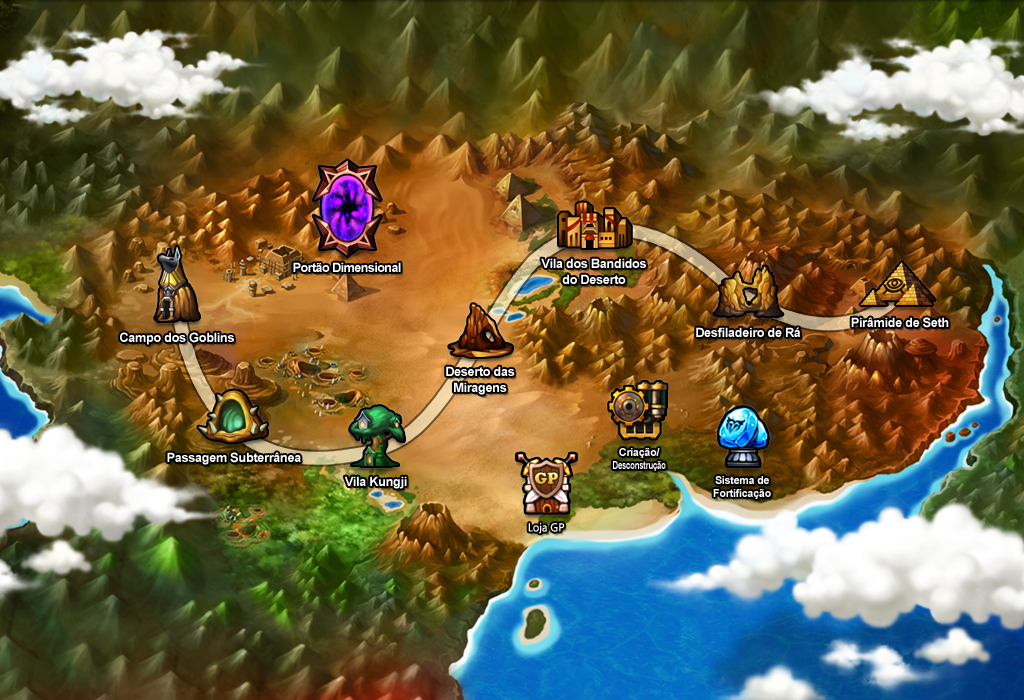 Portão Dimensional
Vila dos Bandidos
do Deserto
Campo dos Goblins
Desfiladeiro de Rá
Pirâmide de Seth
Deserto das
Miragens
Passagem Subterrânea
Vila Kungji
Criação/
Desconstrução
GP
Loja GP
Sistema de
Fortificação